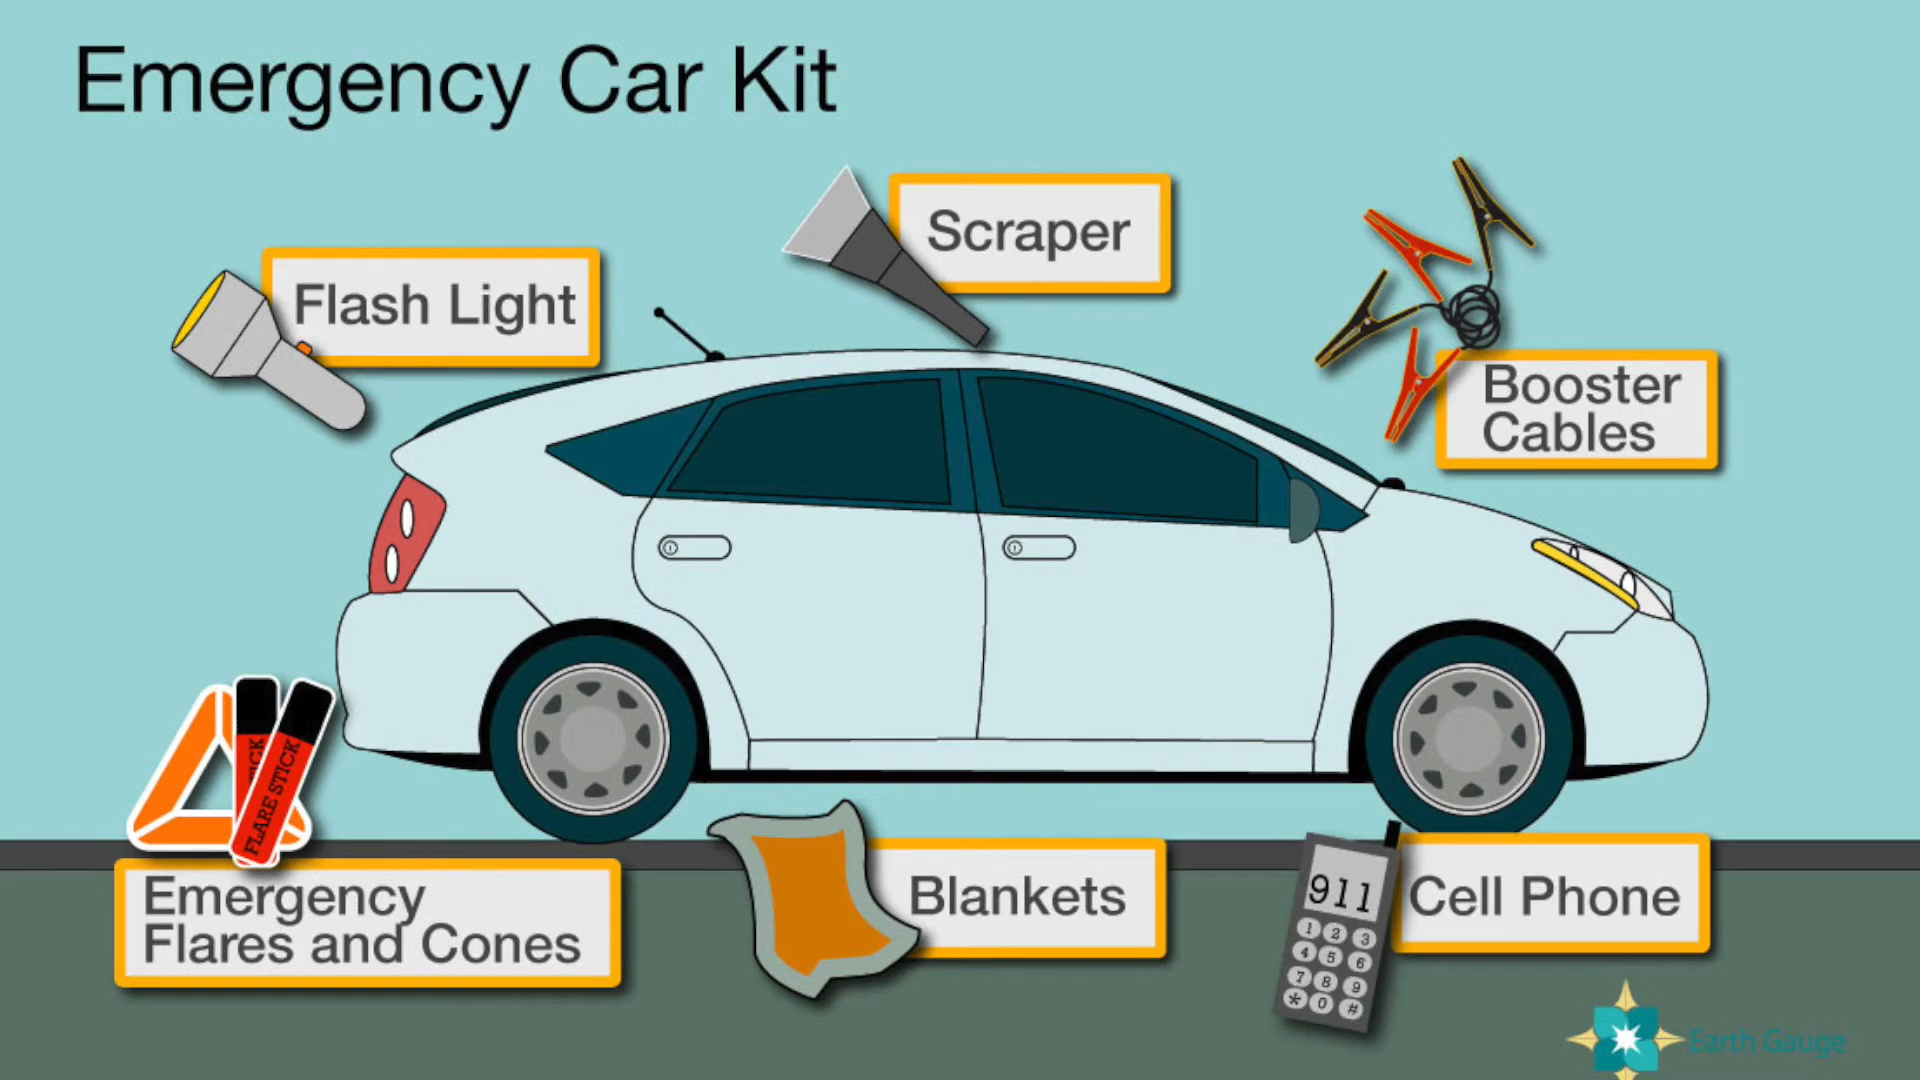 Emergency Car Kit
Scraper
Flash Light
Booster
Cables
FLARE STICK
Emergency
Flares and Cones
Blankets
911
Cell Phone
1 2 3
4 5 6
7 8 9
* 0 #
Earth Gauge